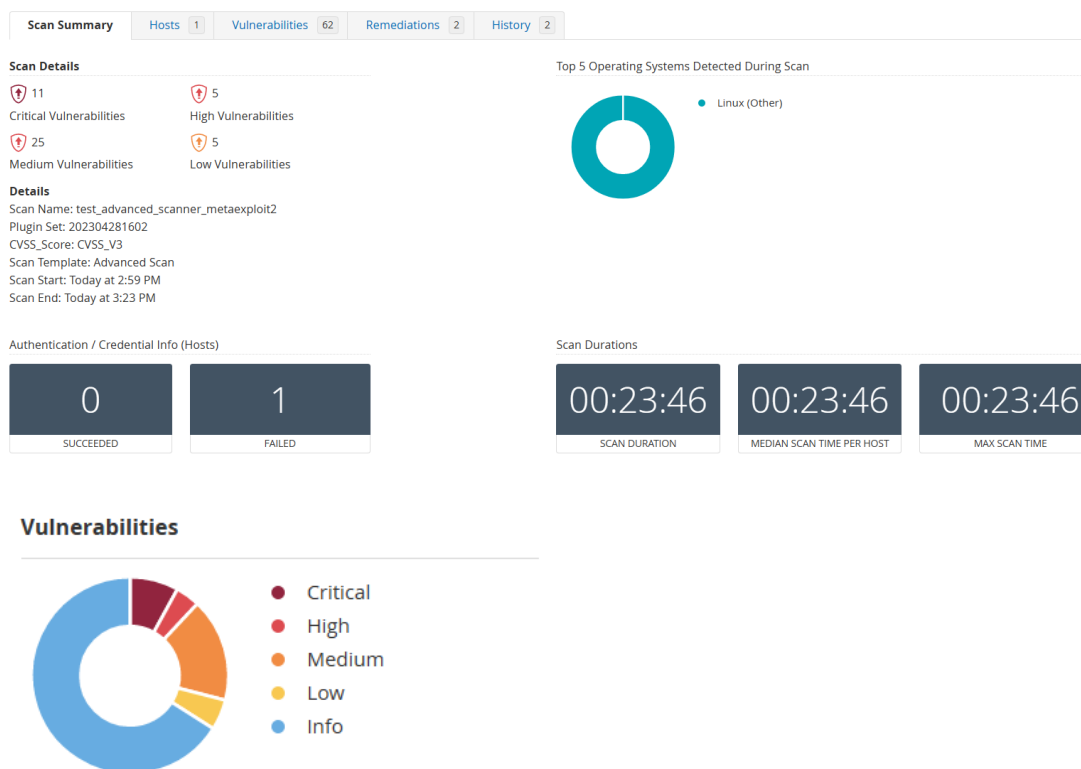 Scan Summary Hosts 1 Vulnerabilities 62 Remediations 2 History 2
Scan Details
11
Critical Vulnerabilities
5
High Vulnerabilities
25
Medium Vulnerabilities
5
Low Vulnerabilities
Details
Scan Name: test_advanced_scanner_metaexploit2
Plugin Set: 202304281602
CVSS_Score: CVSS_V3
Scan Template: Advanced Scan
Scan Start: Today at 2:59 PM
Scan End: Today at 3:23 PM
Top 5 Operating Systems Detected During Scan
Linux (Other)
Authentication / Credential Info (Hosts)
0
SUCCEEDED
1
FAILED
Scan Durations
00:23:46
SCAN DURATION
00:23:46
MEDIAN SCAN TIME PER HOST
00:23:46
MAX SCAN TIME
Vulnerabilities
Critical
High
Medium
Low
Info